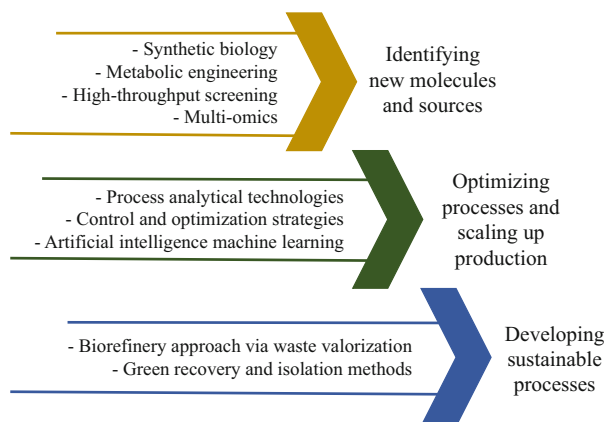 - Synthetic biology
- Metabolic engineering
- High-throughput screening
- Multi-omics
Identifying
new molecules
and sources
- Process analytical technologies
- Control and optimization strategies
- Artificial intelligence machine learning
Optimizing
processes and
scaling up
production
- Biorefinery approach via waste valorization
- Green recovery and isolation methods
Developing
sustainable
processes